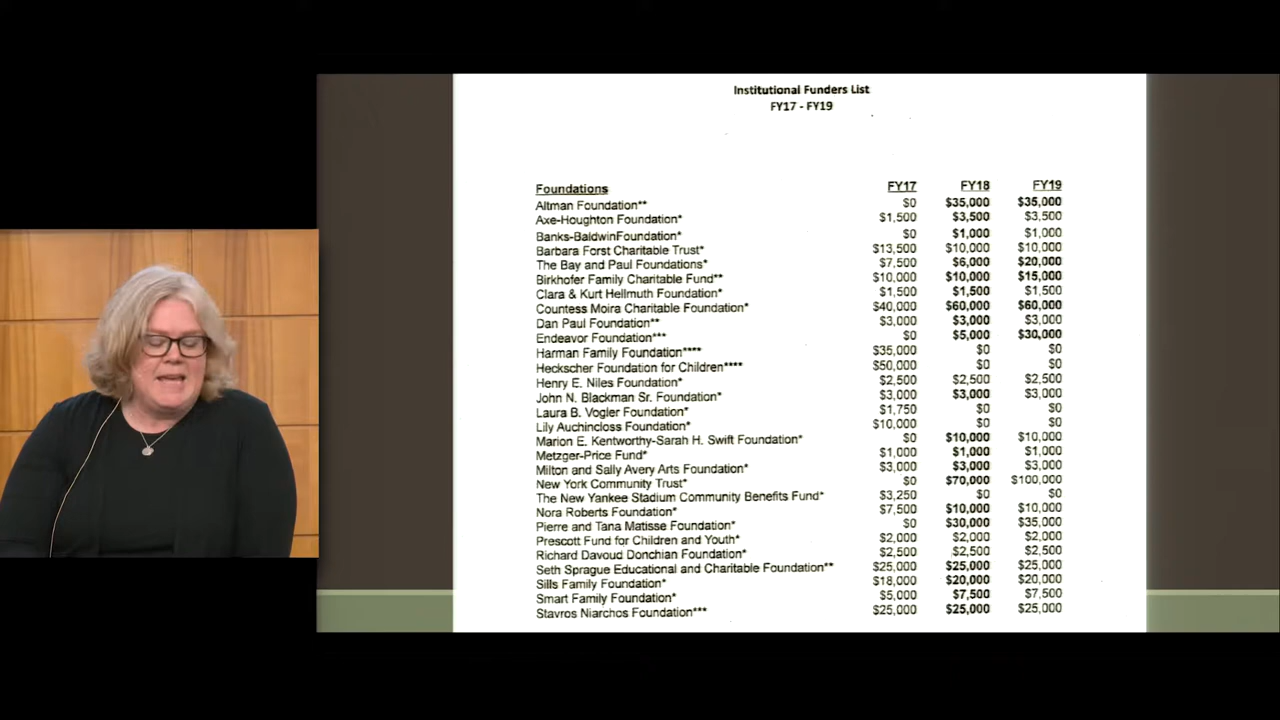 Institutional Funders List
FY17 - FY19
Foundations FY17 FY18 FY19
Altman Foundation** $0 $35,000 $35,000
Axe-Houghton Foundation* $1,500 $3,500 $3,500
Banks-BaldwinFoundation* $0 $1,000 $1,000
Barbara Forst Charitable Trust* $13,500 $10,000 $10,000
The Bay and Paul Foundations* $7,500 $6,000 $20,000
Birkhofer Family Charitable Fund** $10,000 $10,000 $15,000
Clara & Kurt Hellmuth Foundation* $1,500 $1,500 $1,500
Countess Moira Charitable Foundation* $40,000 $60,000 $60,000
Dan Paul Foundation** $3,000 $3,000 $3,000
Endeavor Foundation*** $0 $5,000 $30,000
Harman Family Foundation**** $35,000 $0 $0
Heckscher Foundation for Children**** $50,000 $0 $0
Henry E. Niles Foundation* $2,500 $2,500 $2,500
John N. Blackman Sr. Foundation* $3,000 $3,000 $3,000
Laura B. Vogler Foundation* $1,750 $0 $0
Lily Auchincloss Foundation* $10,000 $0 $0
Marion E. Kentworthy-Sarah H. Swift Foundation* $0 $10,000 $10,000
Metzger-Price Fund* $1,000 $1,000 $1,000
Milton and Sally Avery Arts Foundation* $3,000 $3,000 $3,000
New York Community Trust* $0 $70,000 $100,000
The New Yankee Stadium Community Benefits Fund* $3,250 $0 $0
Nora Roberts Foundation* $7,500 $10,000 $10,000
Pierre and Tana Matisse Foundation* $0 $30,000 $35,000
Prescott Fund for Children and Youth* $2,000 $2,000 $2,000
Richard Davoud Donchian Foundation* $2,500 $2,500 $2,500
Seth Sprague Educational and Charitable Foundation** $25,000 $25,000 $25,000
Sills Family Foundation* $18,000 $20,000 $20,000
Smart Family Foundation* $5,000 $7,500 $7,500
Stavros Niarchos Foundation*** $25,000 $25,000 $25,000